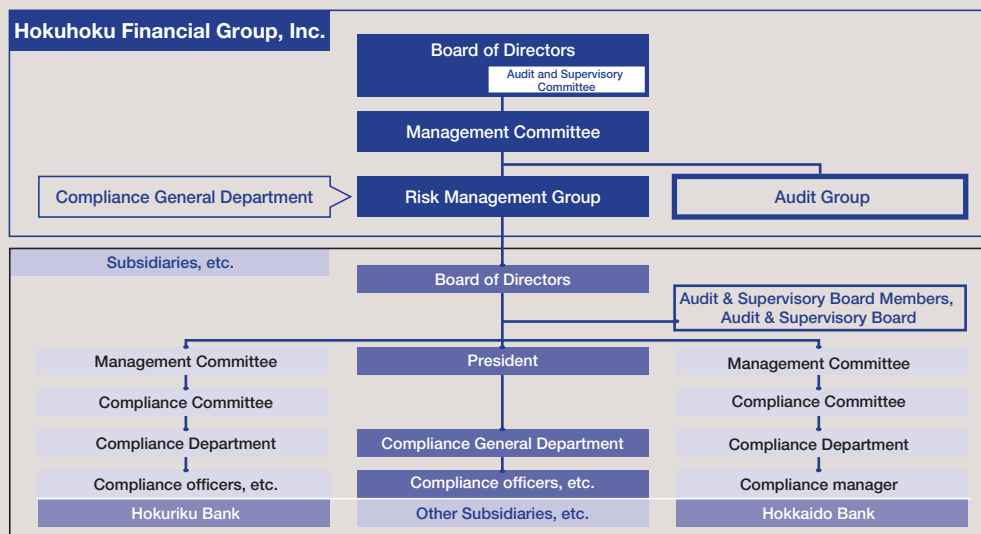 Hokuhoku Financial Group, Inc.
Board of Directors
Audit and Supervisory
Committee
Management Committee
Compliance General Department
Risk Management Group
Audit Group
Subsidiaries, etc.
Board of Directors
Audit & Supervisory Board Members,
Audit & Supervisory Board
Management Committee
President
Management Committee
Compliance Committee
Compliance Committee
Compliance Department
Compliance General Department
Compliance Department
Compliance officers, etc.
Compliance officers, etc.
Compliance manager
Hokuriku Bank
Other Subsidiaries, etc.
Hokkaido Bank